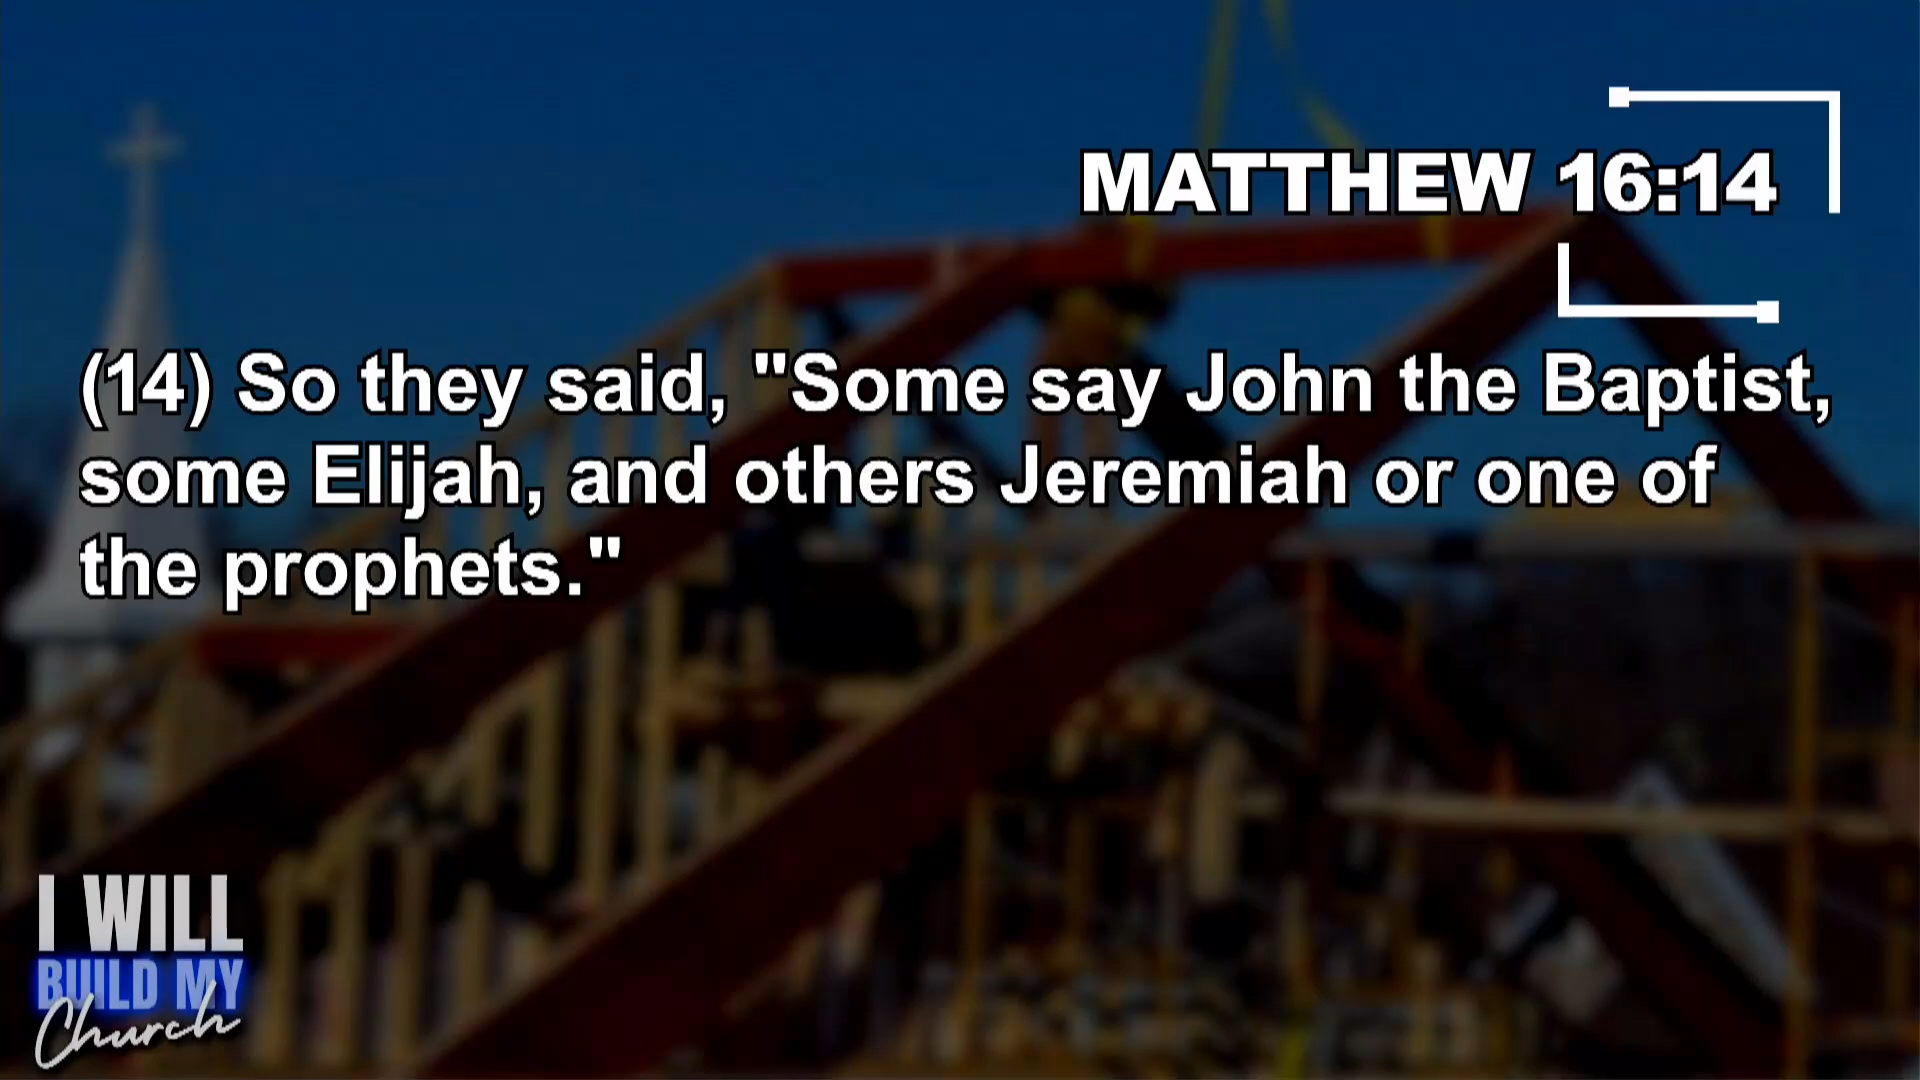 MATTHEW 16:14
(14) So they said, "Some say John the Baptist,
some Elijah, and others Jeremiah or one of
the prophets."
I WILL
BUILD MY
Church